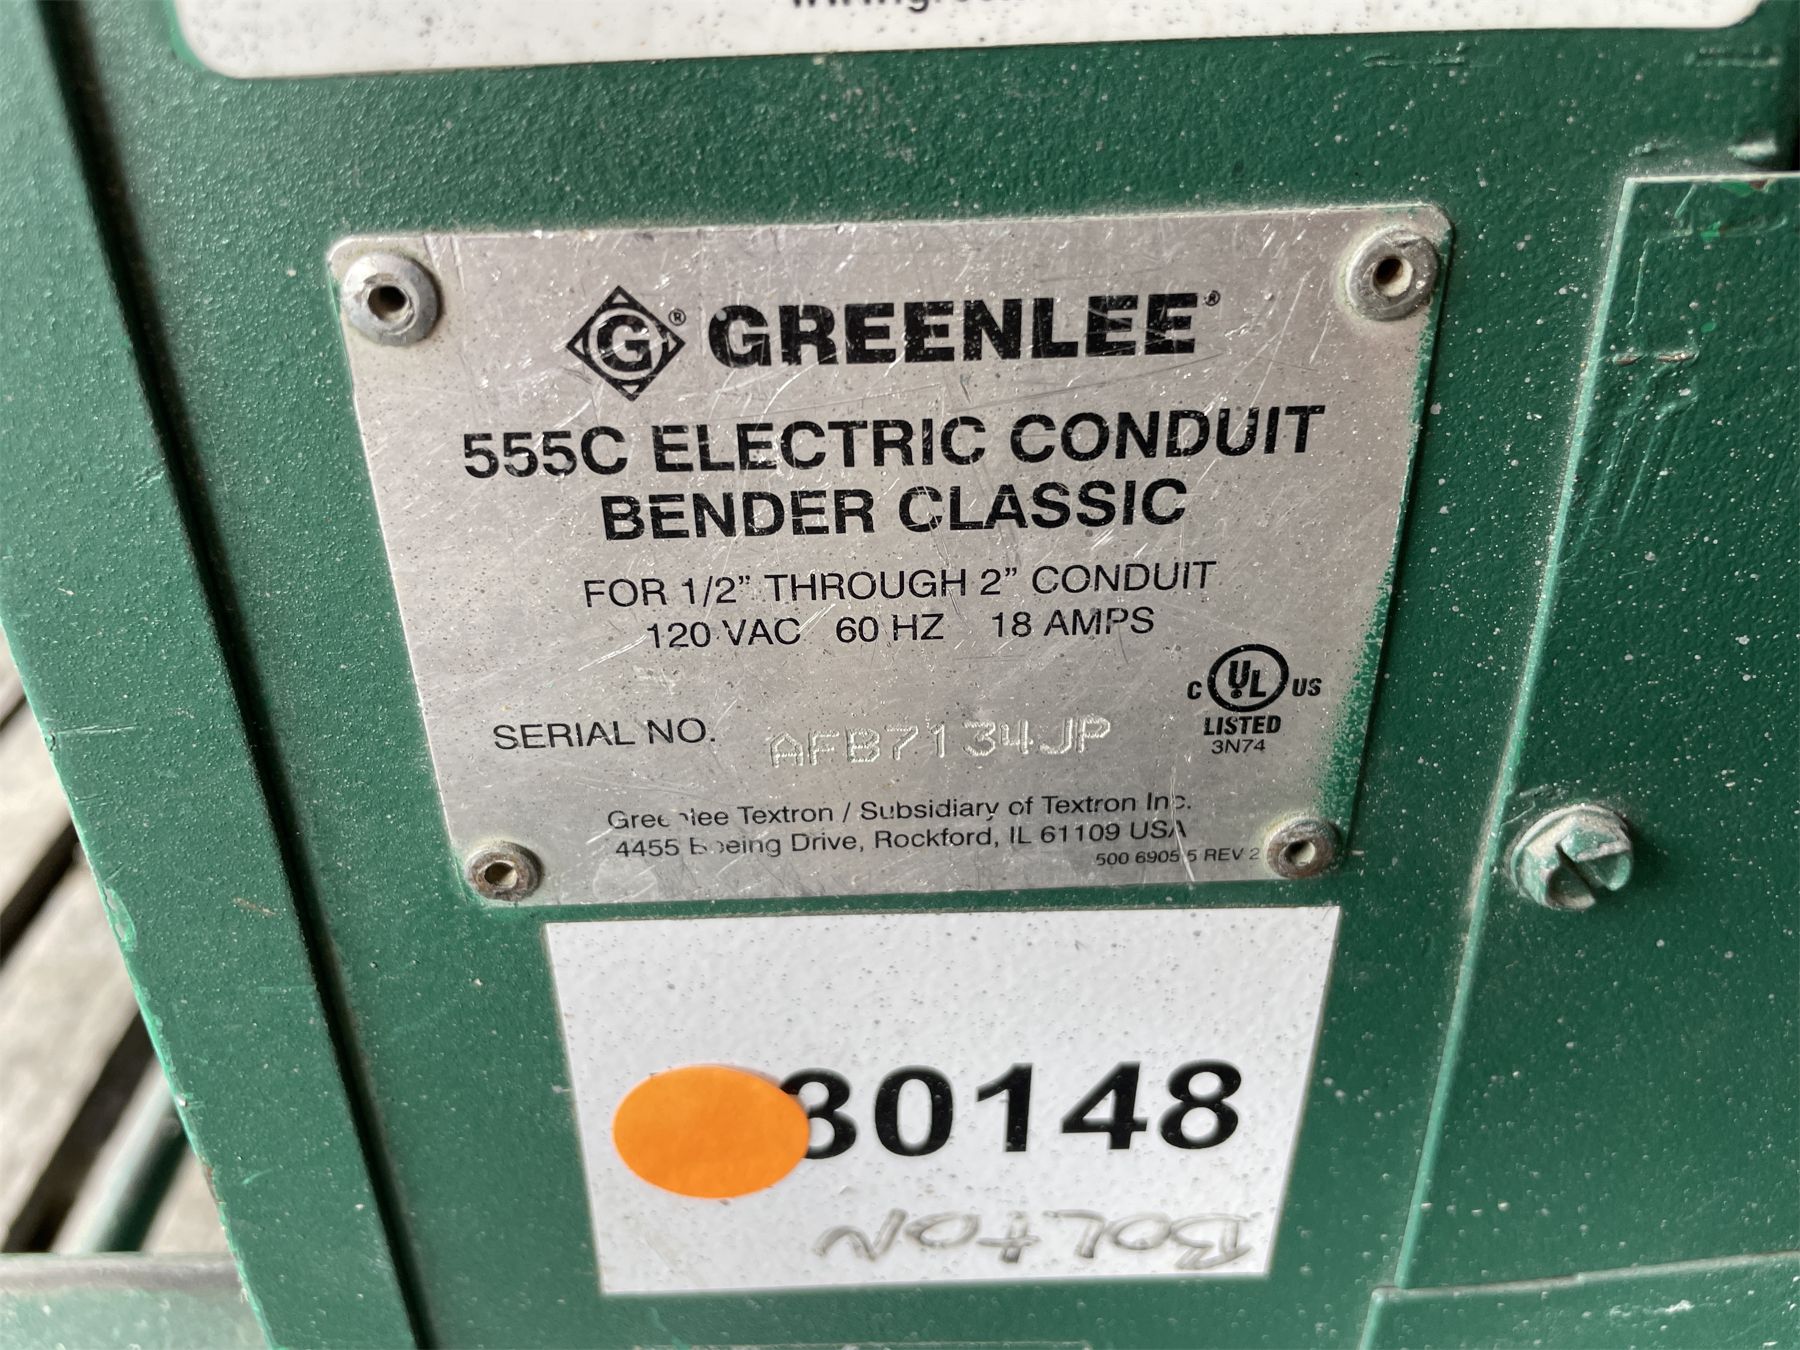 G® GREENLEE®
555C ELECTRIC CONDUIT
BENDER CLASSIC
FOR 1/2" THROUGH 2" CONDUIT
120 VAC 60 HZ 18 AMPS
C UL US
LISTED
3N74
SERIAL NO. AFB7134JP
Greenlee Textron / Subsidiary of Textron Inc.
4455 Boeing Drive, Rockford, IL 61109 USA
500 6905 5 REV 2
30148
BOLTON